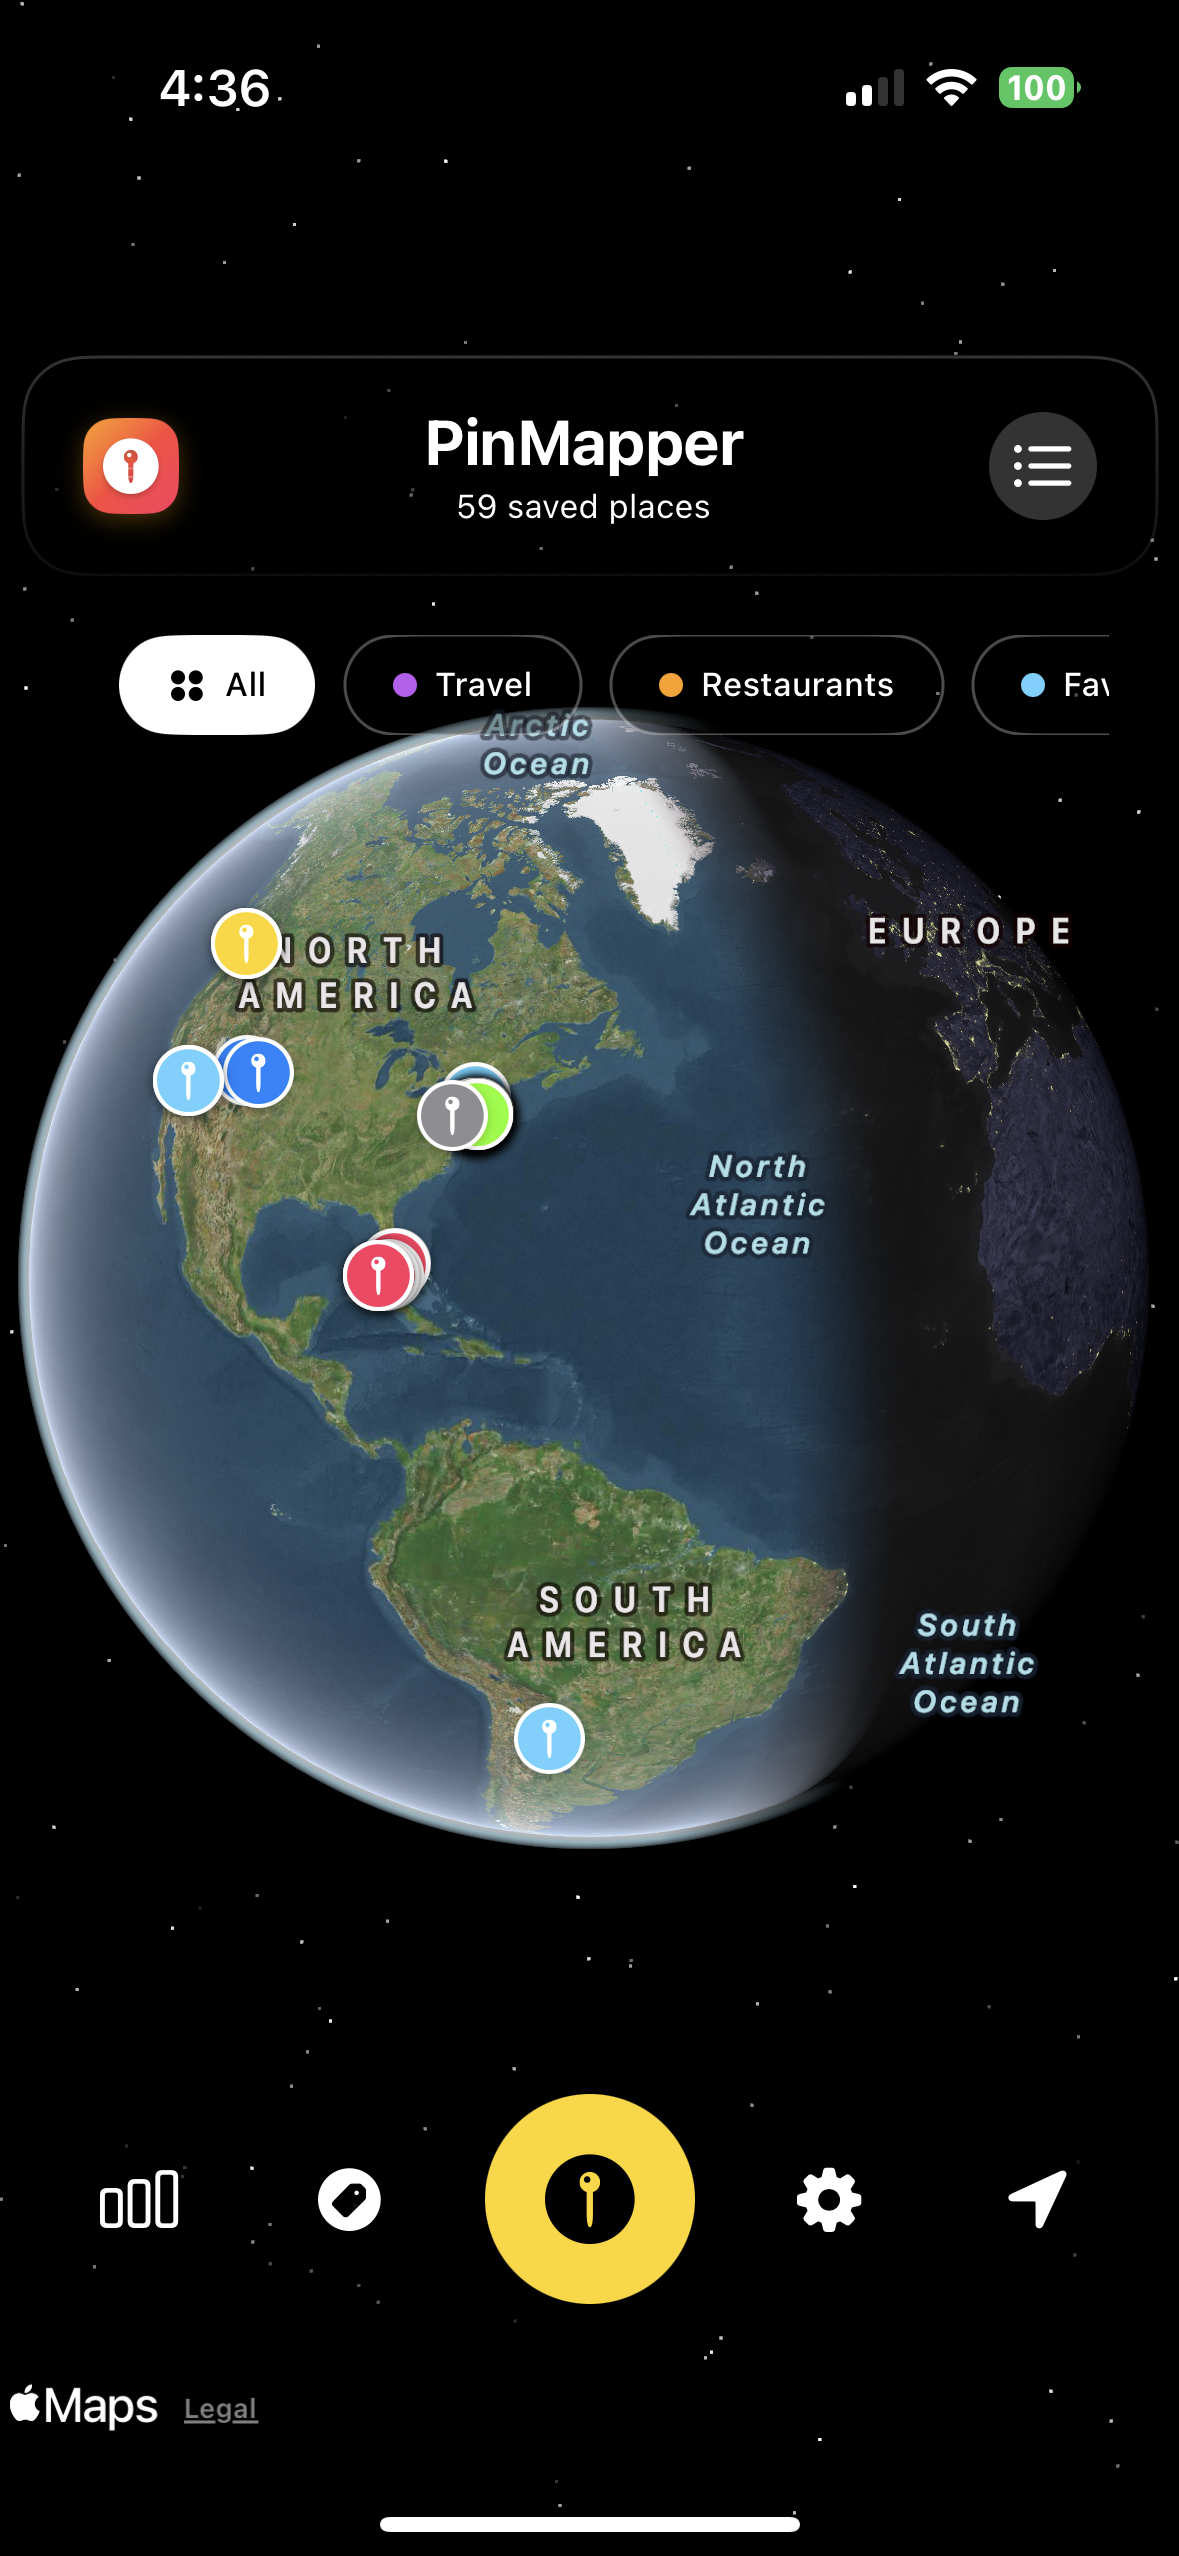 4:36
100
PinMapper
59 saved places
All
Travel
Restaurants
Fav
Arctic
Ocean
EUROPE
NORTH
AMERICA
North
Atlantic
Ocean
SOUTH
AMERICA
South
Atlantic
Ocean
Maps
Legal